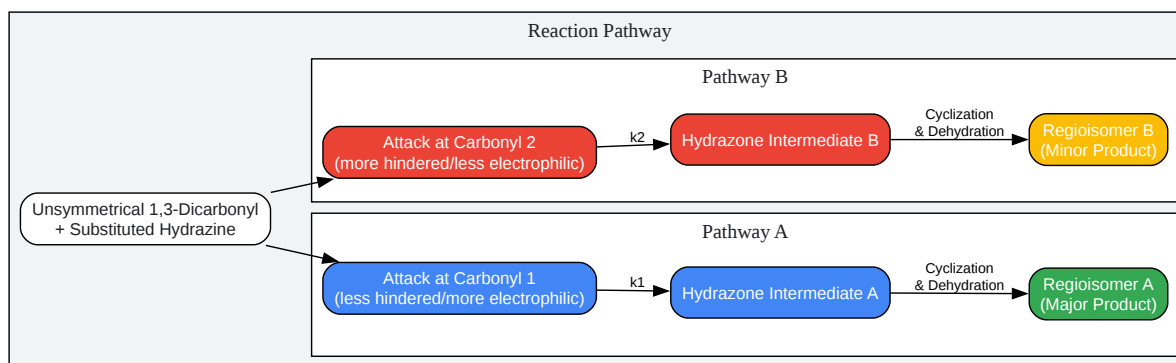 Reaction Pathway
Pathway B
Attack at Carbonyl 2
(more hindered/less electrophilic)
k2
Hydrazone Intermediate B
Cyclization
& Dehydration
Regioisomer B
(Minor Product)
Unsymmetrical 1,3-Dicarbonyl
+ Substituted Hydrazine
Pathway A
Attack at Carbonyl 1
(less hindered/more electrophilic)
k1
Hydrazone Intermediate A
Cyclization
& Dehydration
Regioisomer A
(Major Product)